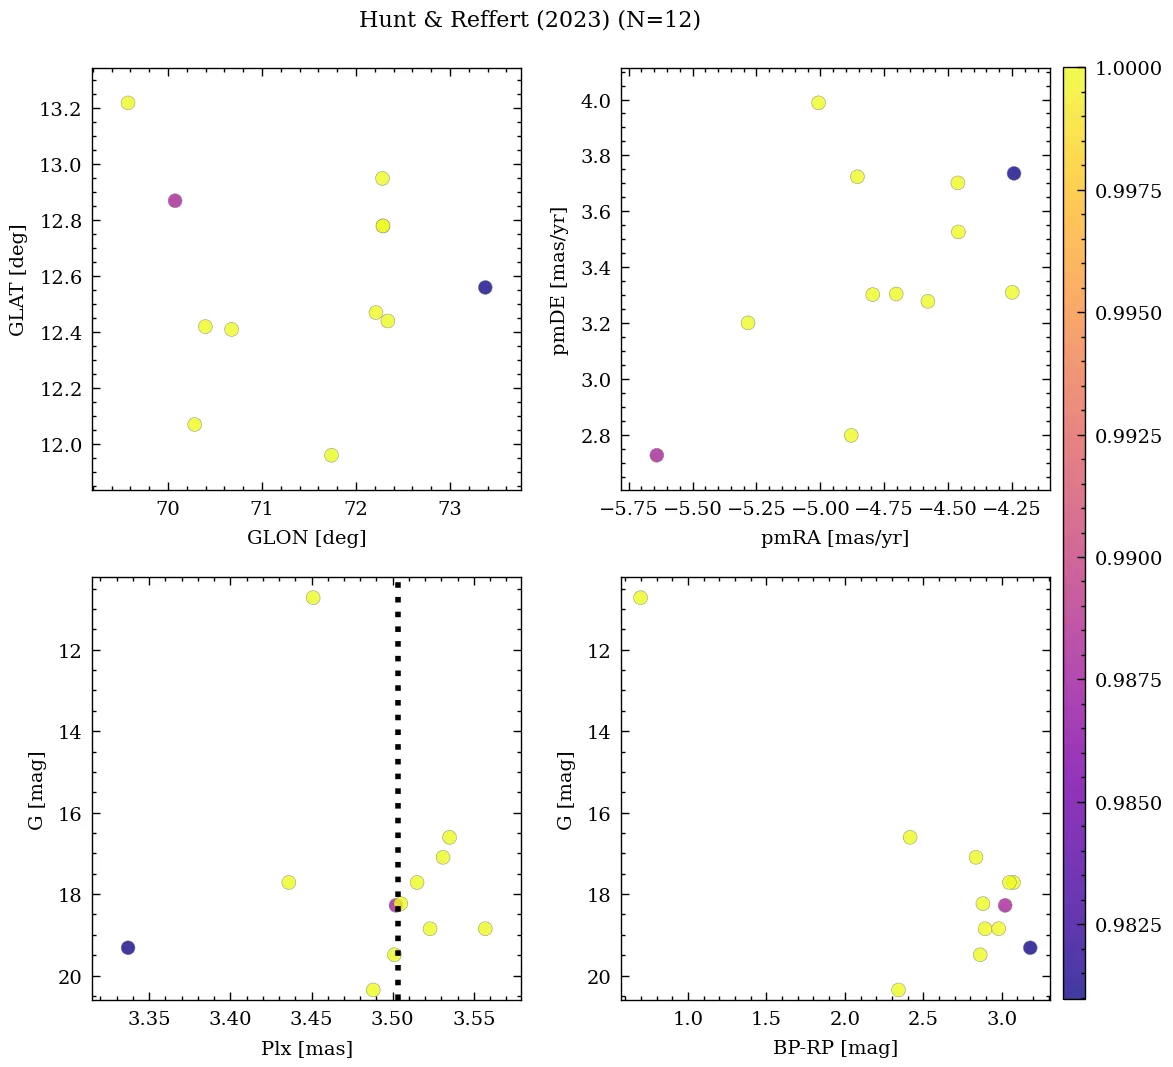 Hunt & Reffert (2023) (N=12)
13.2
13.0
12.8
12.6
12.4
12.2
12.0
GLAT [deg]
70 71 72 73
GLON [deg]
4.0
3.8
3.6
3.4
3.2
3.0
2.8
pmDE [mas/yr]
−5.75 −5.50 −5.25 −5.00 −4.75 −4.50 −4.25
pmRA [mas/yr]
12
14
16
18
20
G [mag]
3.35 3.40 3.45 3.50 3.55
Plx [mas]
12
14
16
18
20
G [mag]
1.0 1.5 2.0 2.5 3.0
BP-RP [mag]
1.0000
0.9975
0.9950
0.9925
0.9900
0.9875
0.9850
0.9825